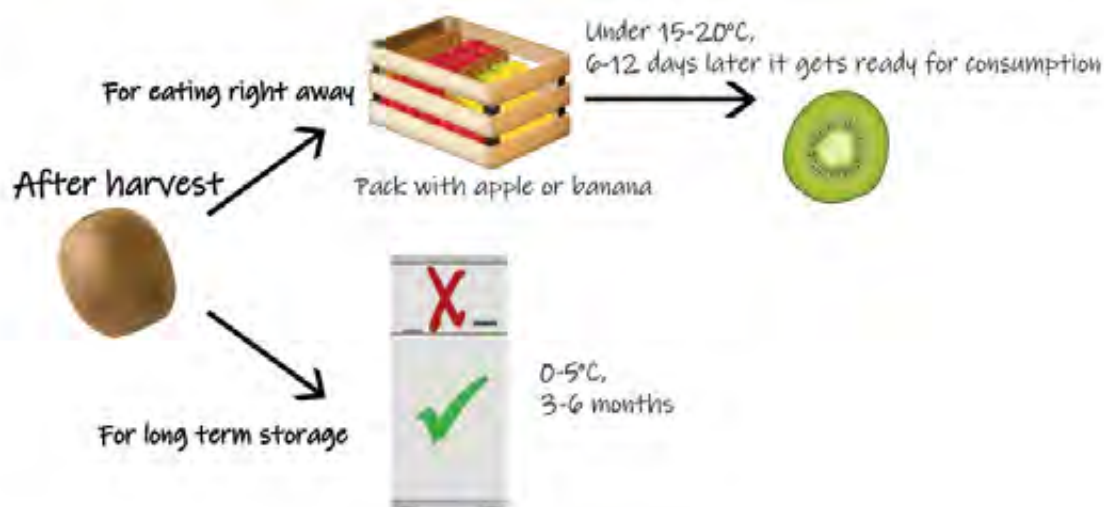 After harvest
For eating right away
Pack with apple or banana
Under 15-20°C,
6-12 days later it gets ready for consumption
For long term storage
0-5°C,
3-6 months